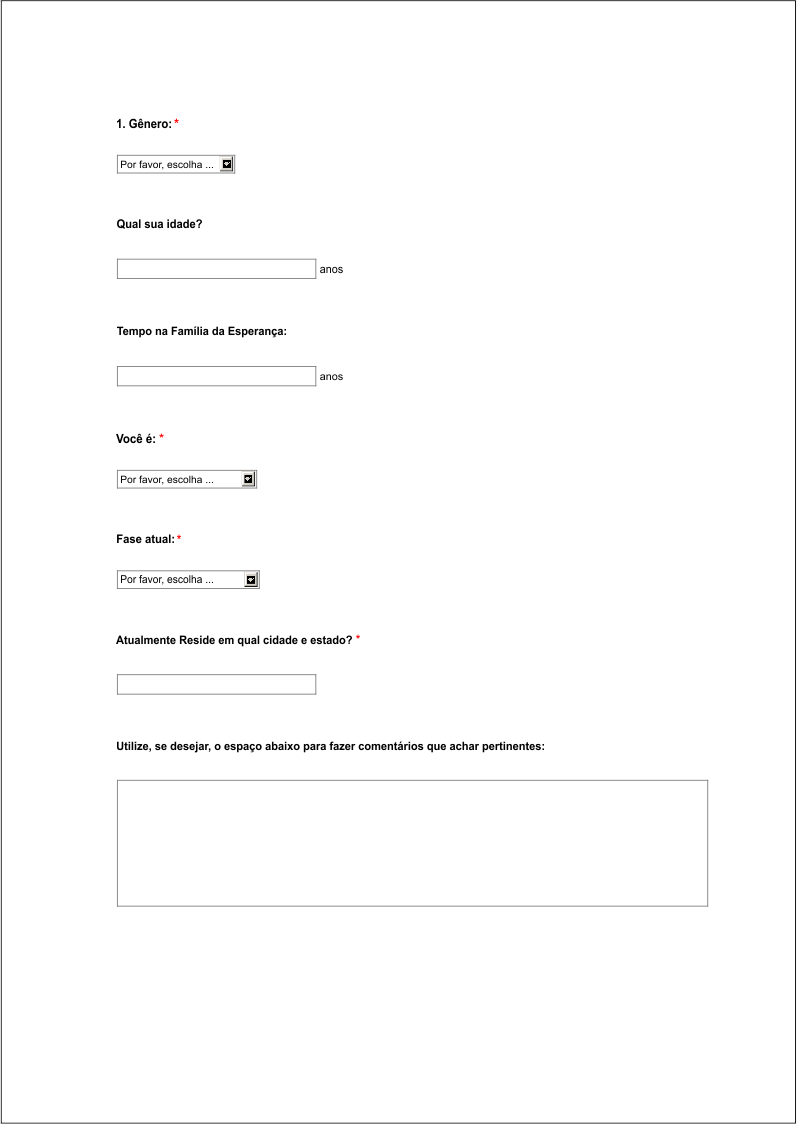 1. Gênero: *
Por favor, escolha ...
Qual sua idade?
anos
Tempo na Família da Esperança:
anos
Você é: *
Por favor, escolha ...
Fase atual: *
Por favor, escolha ...
Atualmente Reside em qual cidade e estado? *
Utilize, se desejar, o espaço abaixo para fazer comentários que achar pertinentes: